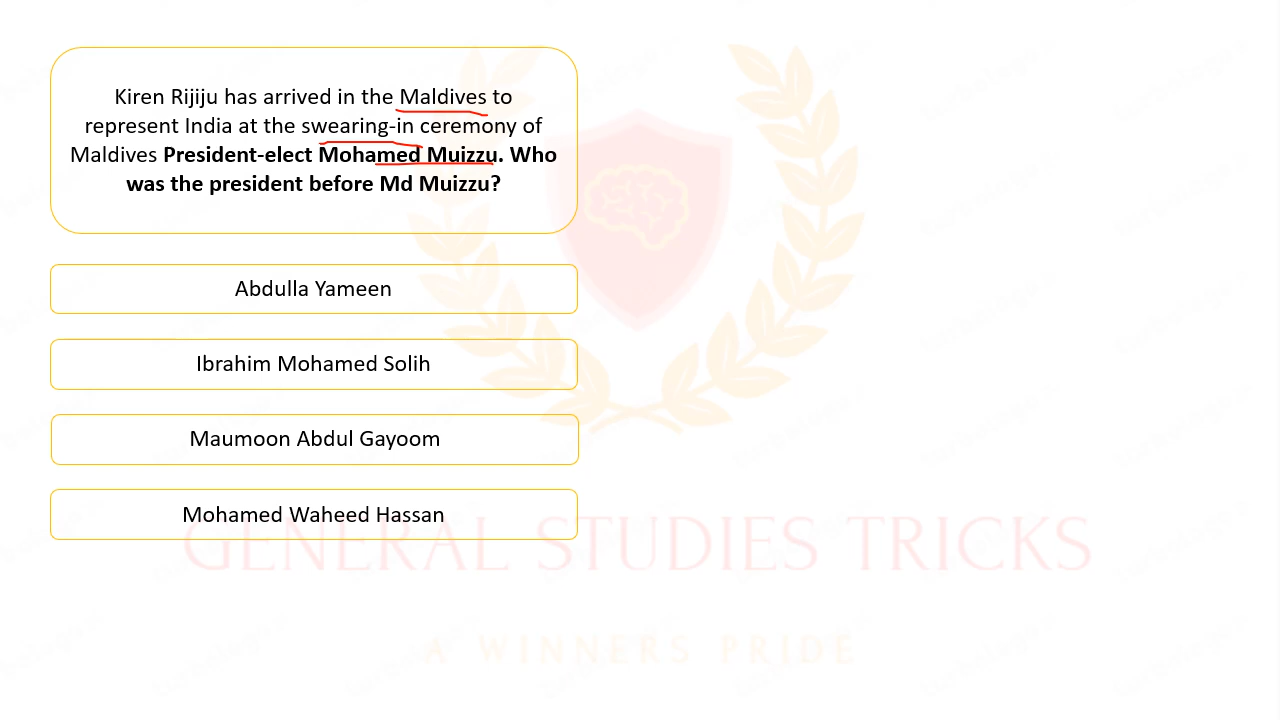 Kiren Rijiju has arrived in the Maldives to
represent India at the swearing-in ceremony of
Maldives President-elect Mohamed Muizzu. Who
was the president before Md Muizzu?
Abdulla Yameen
Ibrahim Mohamed Solih
Maumoon Abdul Gayoom
Mohamed Waheed Hassan
GENERAL STUDIES TRICKS
A WINNERS PRIDE